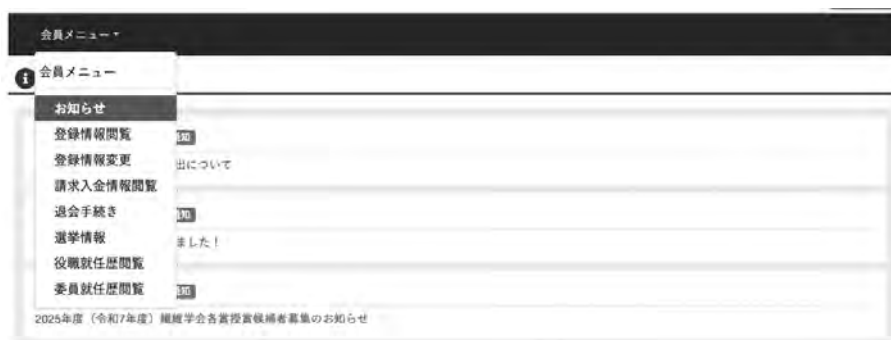 会員メニュー▾
会員メニュー
お知らせ
登録情報閲覧
登録情報変更
出について
請求入金情報閲覧
退会手続き
選挙情報
ました！
役職就任歴閲覧
委員就任歴閲覧
2025年度（令和7年度）繊維学会各賞授賞候補者募集のお知らせ